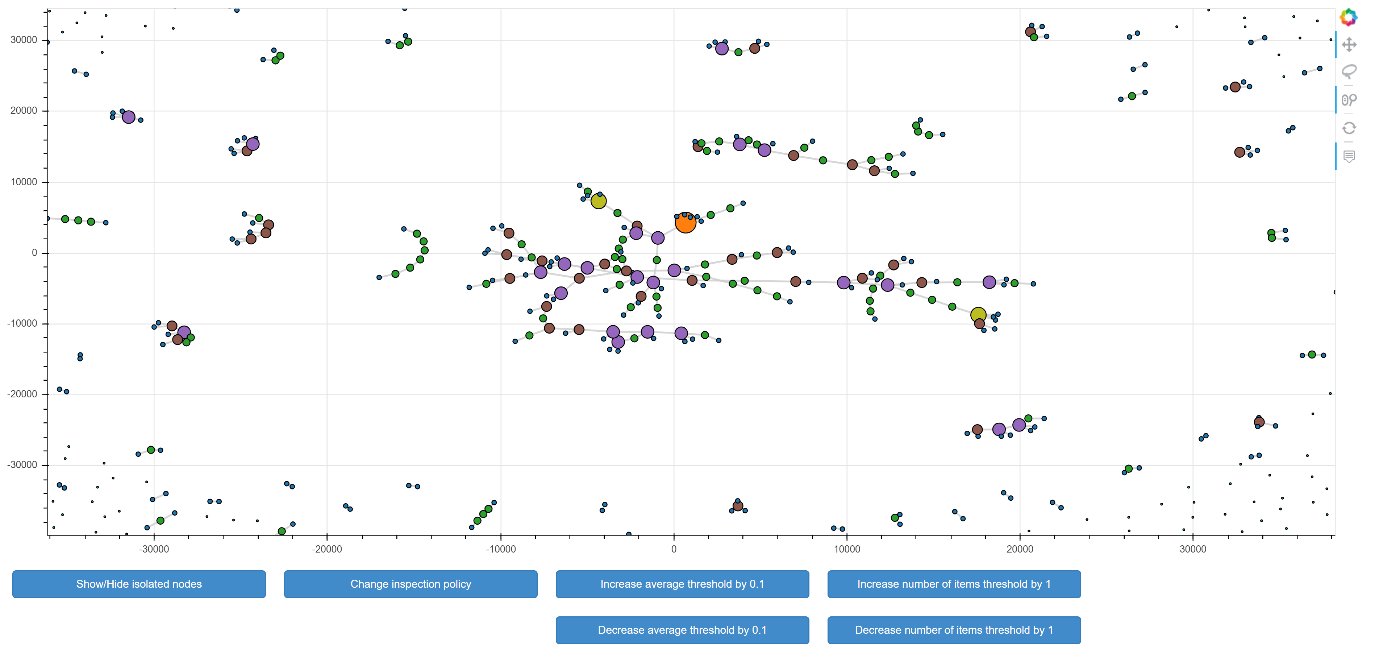 30000
20000
10000
0
-10000
-20000
-30000
-30000 -20000 -10000 0 10000 20000 30000
Show/Hide isolated nodes Change inspection policy Increase average threshold by 0.1 Increase number of items threshold by 1
Decrease average threshold by 0.1 Decrease number of items threshold by 1